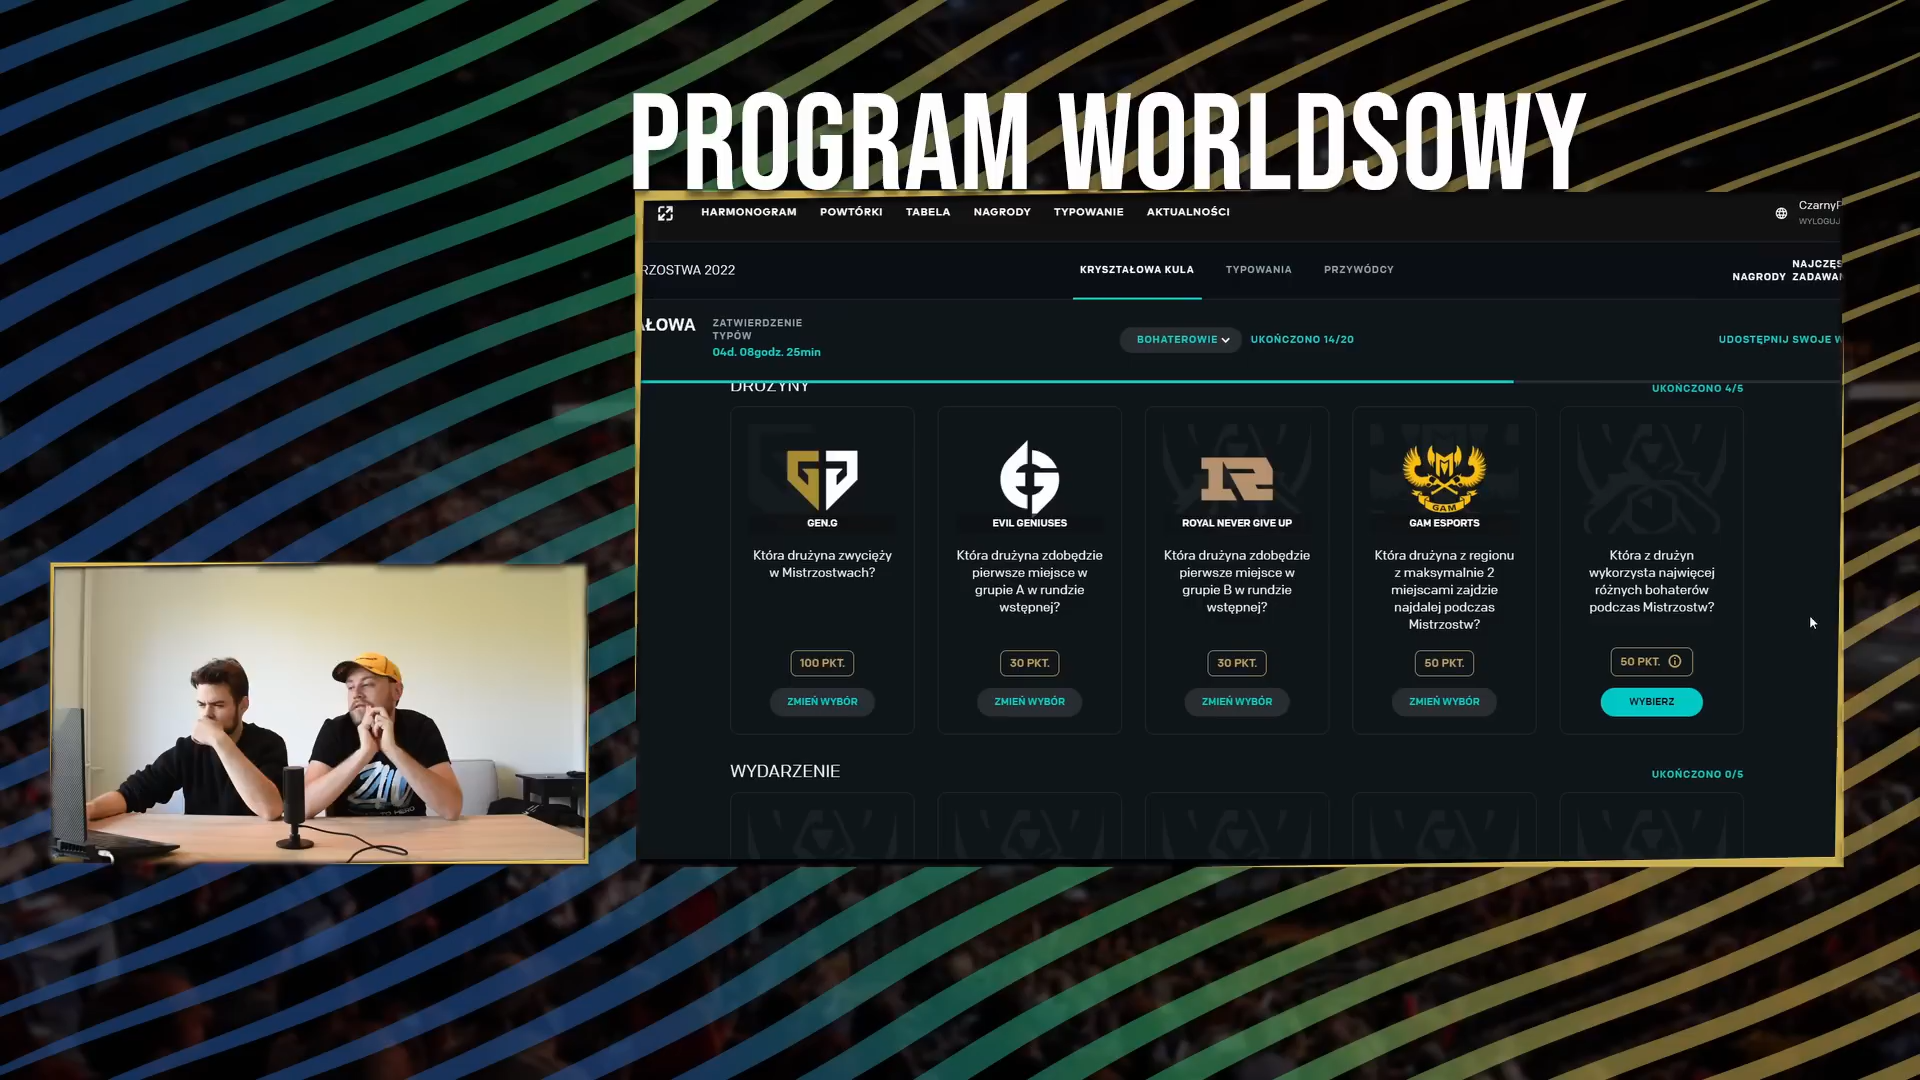 PROGRAM WORLDSOWY
HARMONOGRAM POWTÓRKI TABELA NAGRODY TYPOWANIE AKTUALNOŚCI
RZOSTWA 2022
KRYSZTAŁOWA KULA TYPOWANIA PRZYWÓDCY
NAGRODY
ZATWIERDZENIE
TYPÓW
04d. 08godz. 25min
BOHATEROWIE UKOŃCZONO 14/20
UDOSTĘPNIJ SWOJE
DRUŻYNY
UKOŃCZONO 4/5
GEN.G
Która drużyna zwycięży
w Mistrzostwach?
100 PKT.
ZMIEŃ WYBÓR
EVIL GENIUSES
Która drużyna zdobędzie
pierwsze miejsce w
grupie A w rundzie
wstępnej?
30 PKT.
ZMIEŃ WYBÓR
ROYAL NEVER GIVE UP
Która drużyna zdobędzie
pierwsze miejsce w
grupie B w rundzie
wstępnej?
30 PKT.
ZMIEŃ WYBÓR
GAM
GAM ESPORTS
Która drużyna z regionu
z maksymalnie 2
miejscami zajdzie
najdalej podczas
Mistrzostw?
50 PKT.
ZMIEŃ WYBÓR
Która z drużyn
wykorzysta najwięcej
różnych bohaterów
podczas Mistrzostw?
50 PKT.
WYBIERZ
WYDARZENIE
UKOŃCZONO 0/5